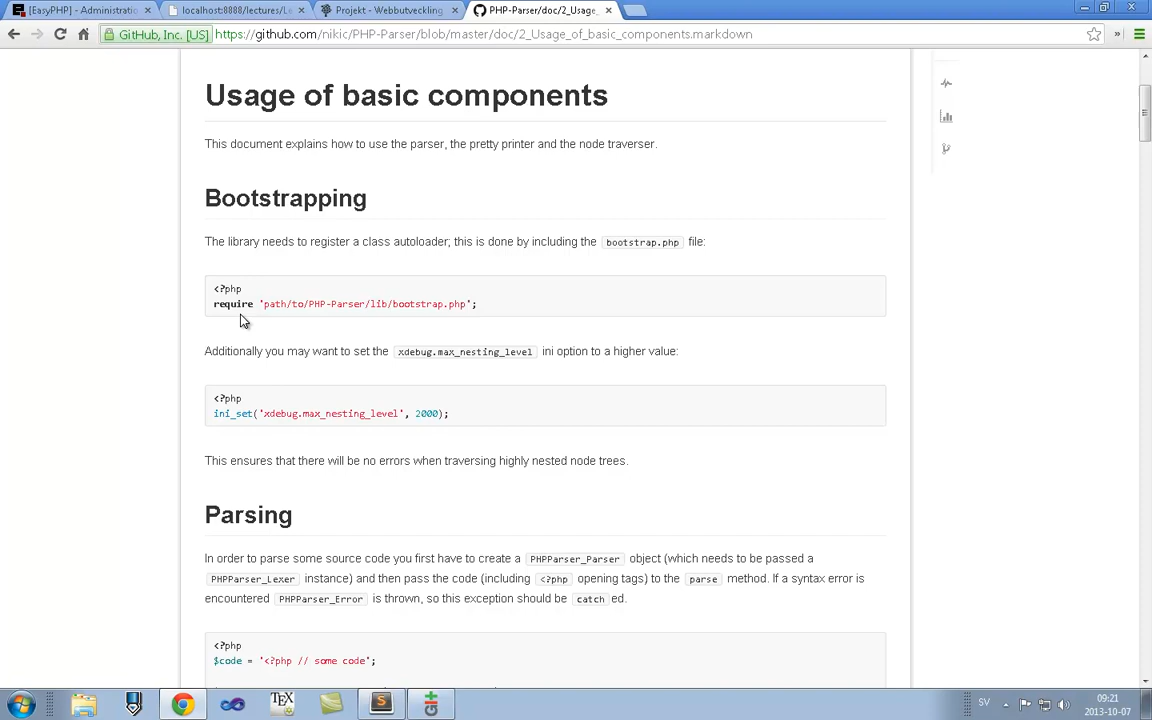 [EasyPHP] - Administratio
localhost:8888/lectures/Le
Projekt - Webbutveckling
PHP-Parser/doc/2_Usage_
GitHub, Inc. [US]
https://github.com/nikic/PHP-Parser/blob/master/doc/2_Usage_of_basic_components.markdown
Usage of basic components
This document explains how to use the parser, the pretty printer and the node traverser.
Bootstrapping
The library needs to register a class autoloader; this is done by including the bootstrap.php file:
<?php
require 'path/to/PHP-Parser/lib/bootstrap.php';
Additionally you may want to set the xdebug.max_nesting_level ini option to a higher value:
<?php
ini_set('xdebug.max_nesting_level', 2000);
This ensures that there will be no errors when traversing highly nested node trees.
Parsing
In order to parse some source code you first have to create a PHPParser_Parser object (which needs to be passed a
PHPParser_Lexer instance) and then pass the code (including <?php opening tags) to the parse method. If a syntax error is
encountered PHPParser_Error is thrown, so this exception should be catch ed.
<?php
$code = '<?php // some code';
TEX
S
SV
09:21
2013-10-07